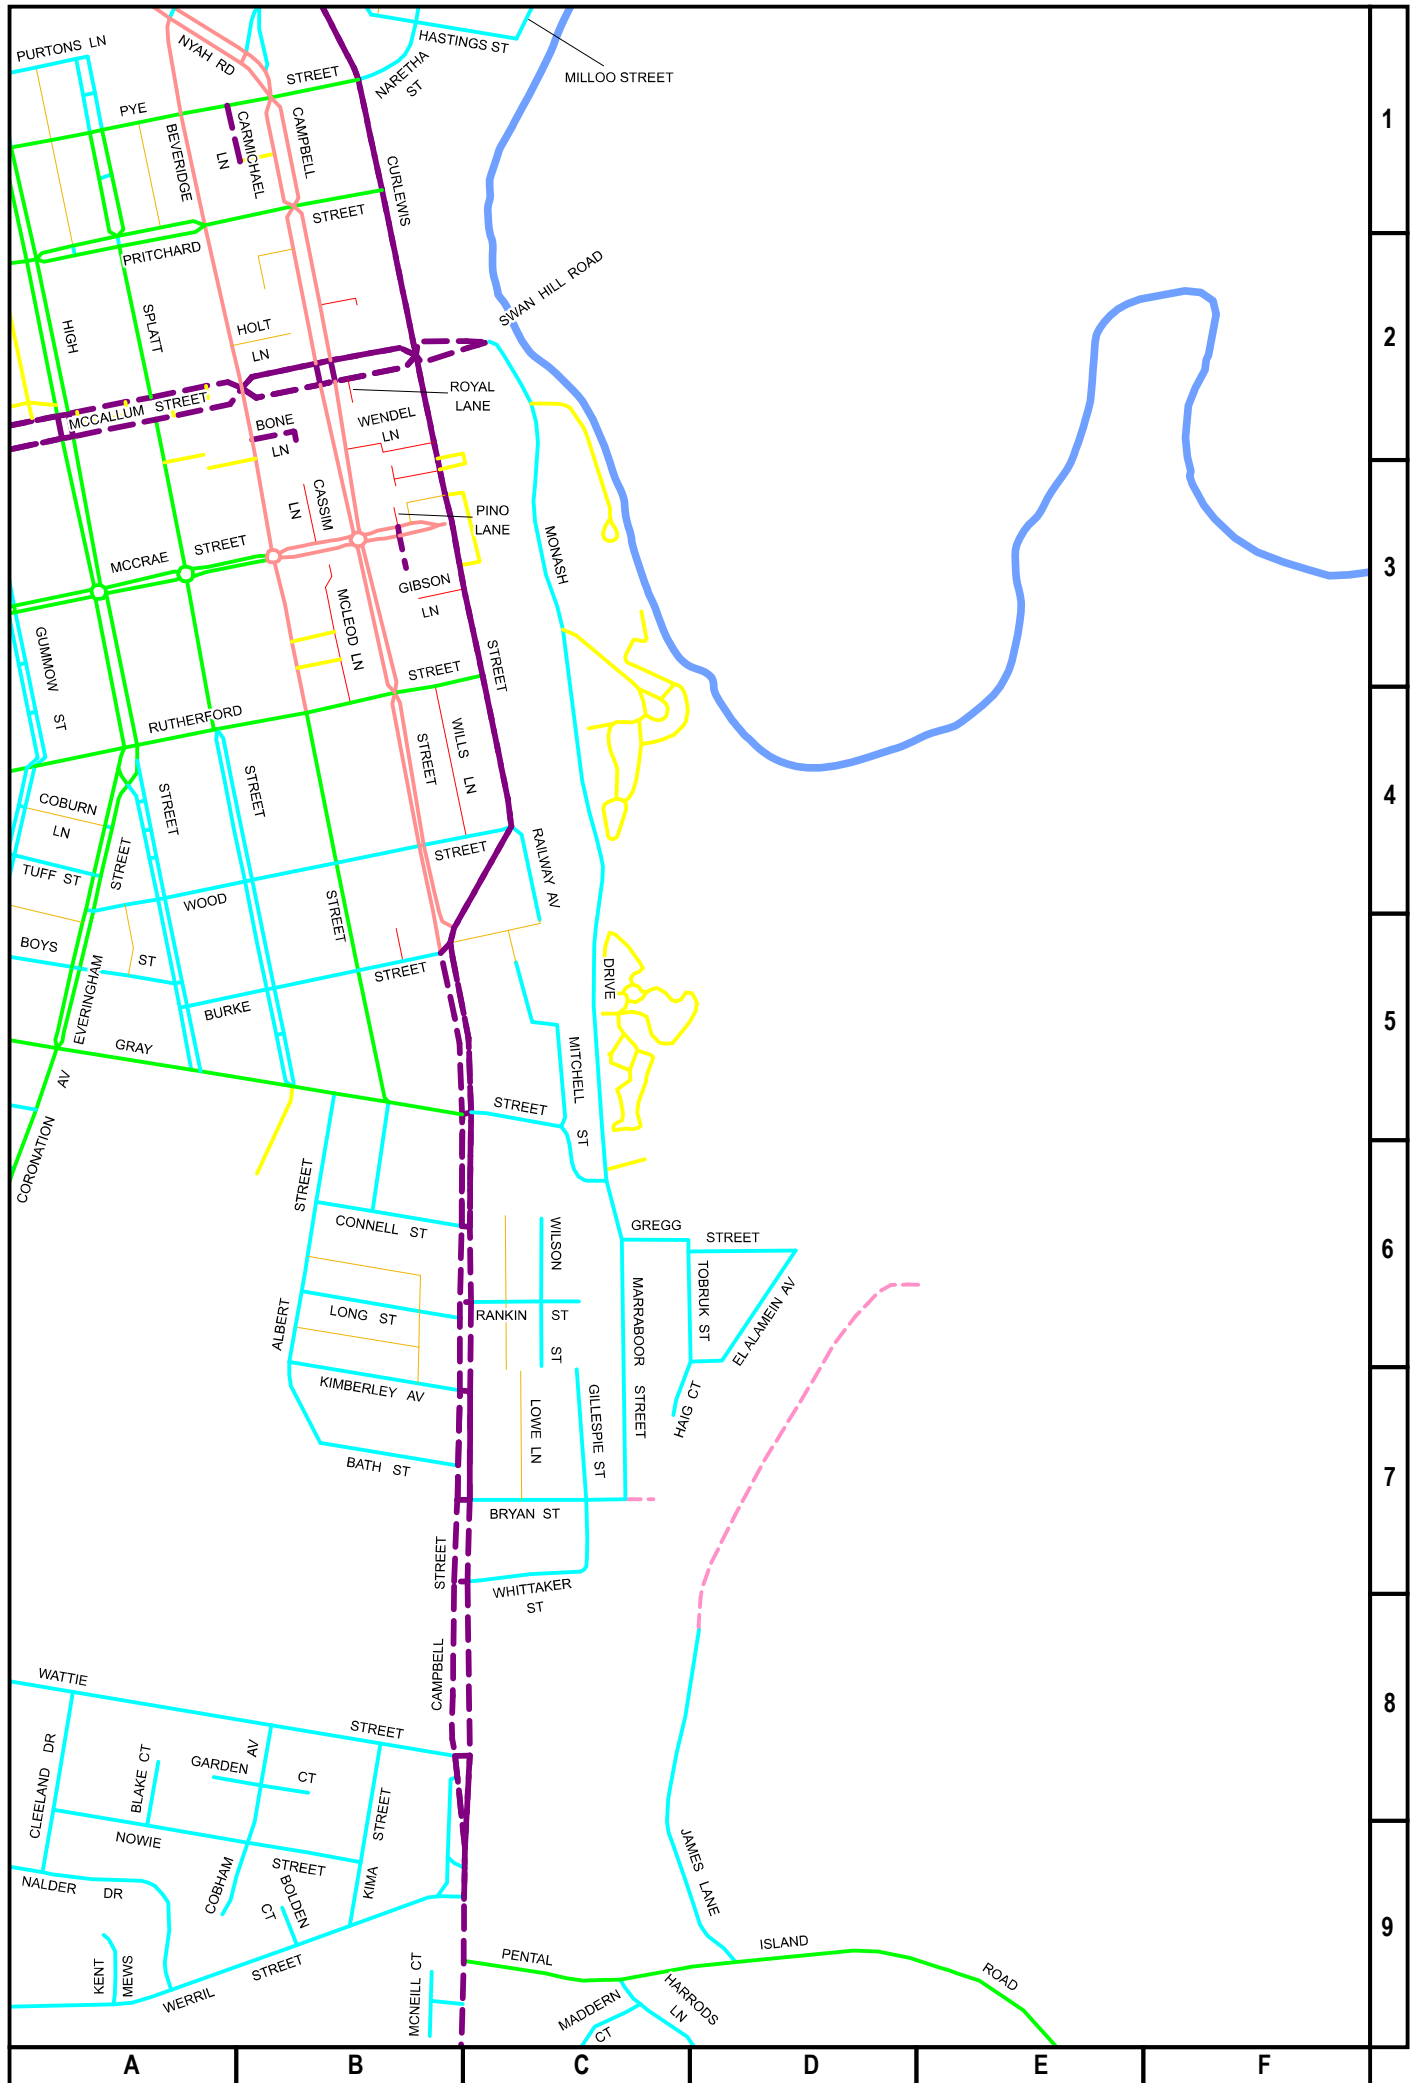 HASTINGS ST
PURTONS LN
NYAH RD
MILLOO STREET
STREET
NARETHA
ST
PYE
1
CARMICHAEL
LN
CAMPBELL
BEVERIDGE
CURLEWIS
STREET
PRITCHARD
SWAN HILL ROAD
HIGH
SPLATT
HOLT
LN
2
ROYAL
LANE
MCCALLUM STREET
BONE
LN
WENDEL
LN
CASSIM
LN
PINO
LANE
MCCRAE STREET
MONASH
3
GIBSON
LN
MCLEOD LN
GUMMOW ST
STREET
STREET
RUTHERFORD
WILLS LN
STREET
STREET
STREET
COBURN
LN
4
STREET
RAILWAY AV
STREET
TUFF ST
WOOD
STREET
BOYS ST
STREET
DRIVE
EVERINGHAM
BURKE
5
GRAY
MITCHELL ST
STREET
CORONATION AV
STREET
CONNELL ST
WILSON ST
GREGG STREET
6
TOBRUK ST
EL ALAMEIN AV
MARRABOOR STREET
LONG ST
RANKIN ST
ALBERT
KIMBERLEY AV
LOWE LN
GILLESPIE ST
HAIG CT
BATH ST
7
BRYAN ST
STREET
WHITTAKER
ST
CAMPBELL
WATTIE STREET
8
CLEELAND DR
BLAKE CT
GARDEN CT
AV
STREET
NOWIE STREET
JAMES LANE
COBHAM
BOLDEN
CT
KIMA
NALDER DR
9
KENT
MEWS
WERRIL STREET
MCNEILL CT
PENTAL ISLAND ROAD
MADDERN
CT
HARRODS
LN
A B C D E F